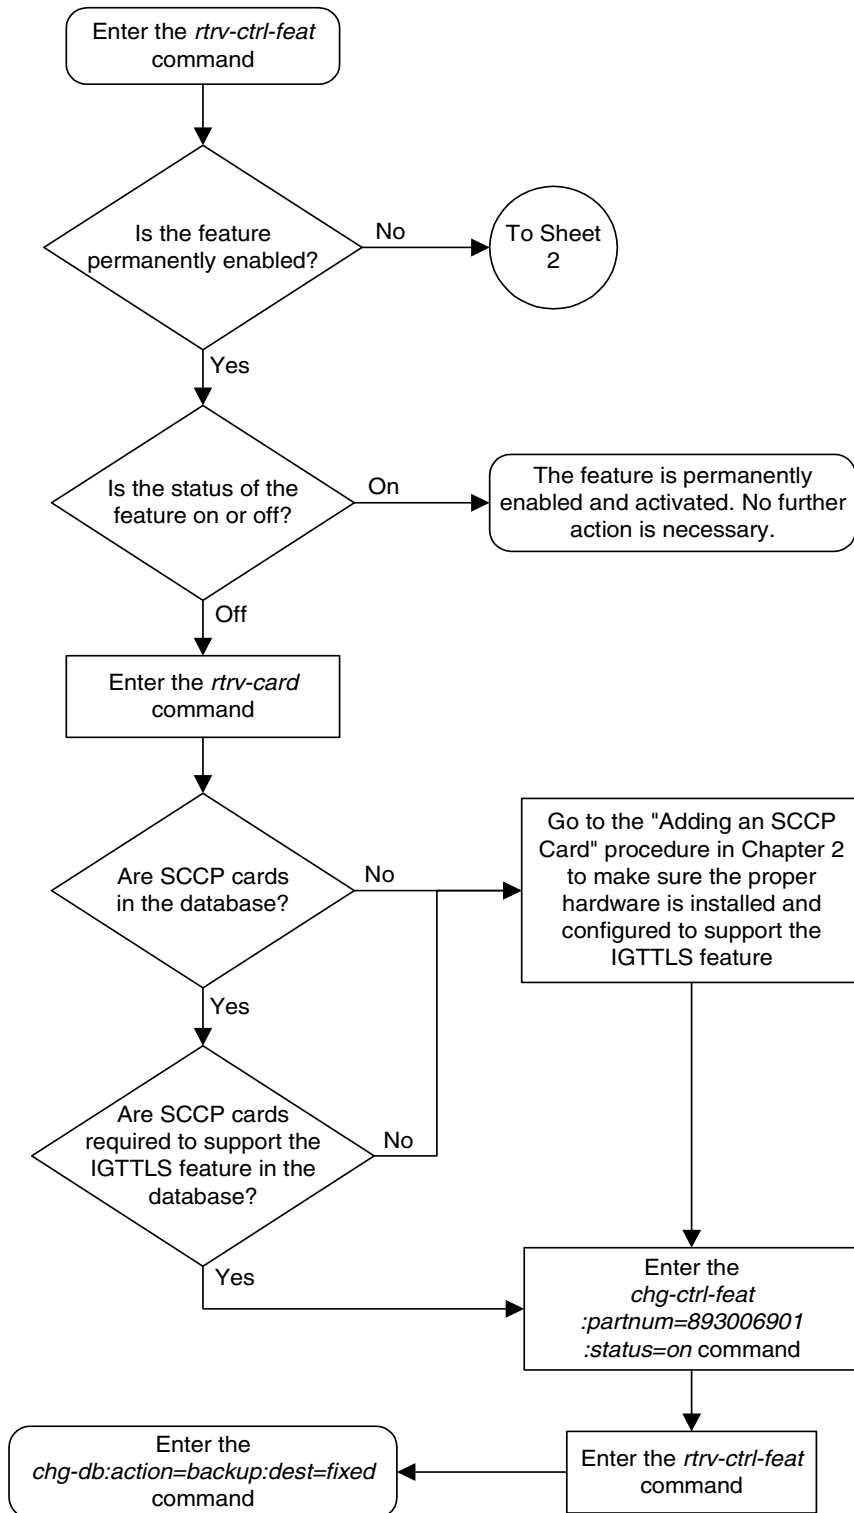 Enter the rtrv-ctrl-feat
command
Is the feature
permanently enabled?
No
To Sheet
2
Yes
Is the status of the
feature on or off?
On
The feature is permanently
enabled and activated. No further
action is necessary.
Off
Enter the rtrv-card
command
Are SCCP cards
in the database?
No
Go to the "Adding an SCCP
Card" procedure in Chapter 2
to make sure the proper
hardware is installed and
configured to support the
IGTTLS feature
Yes
Are SCCP cards
required to support the
IGTTLS feature in the
database?
No
Yes
Enter the
chg-ctrl-feat
:partnum=893006901
:status=on command
Enter the rtrv-ctrl-feat
command
Enter the
chg-db:action=backup:dest=fixed
command